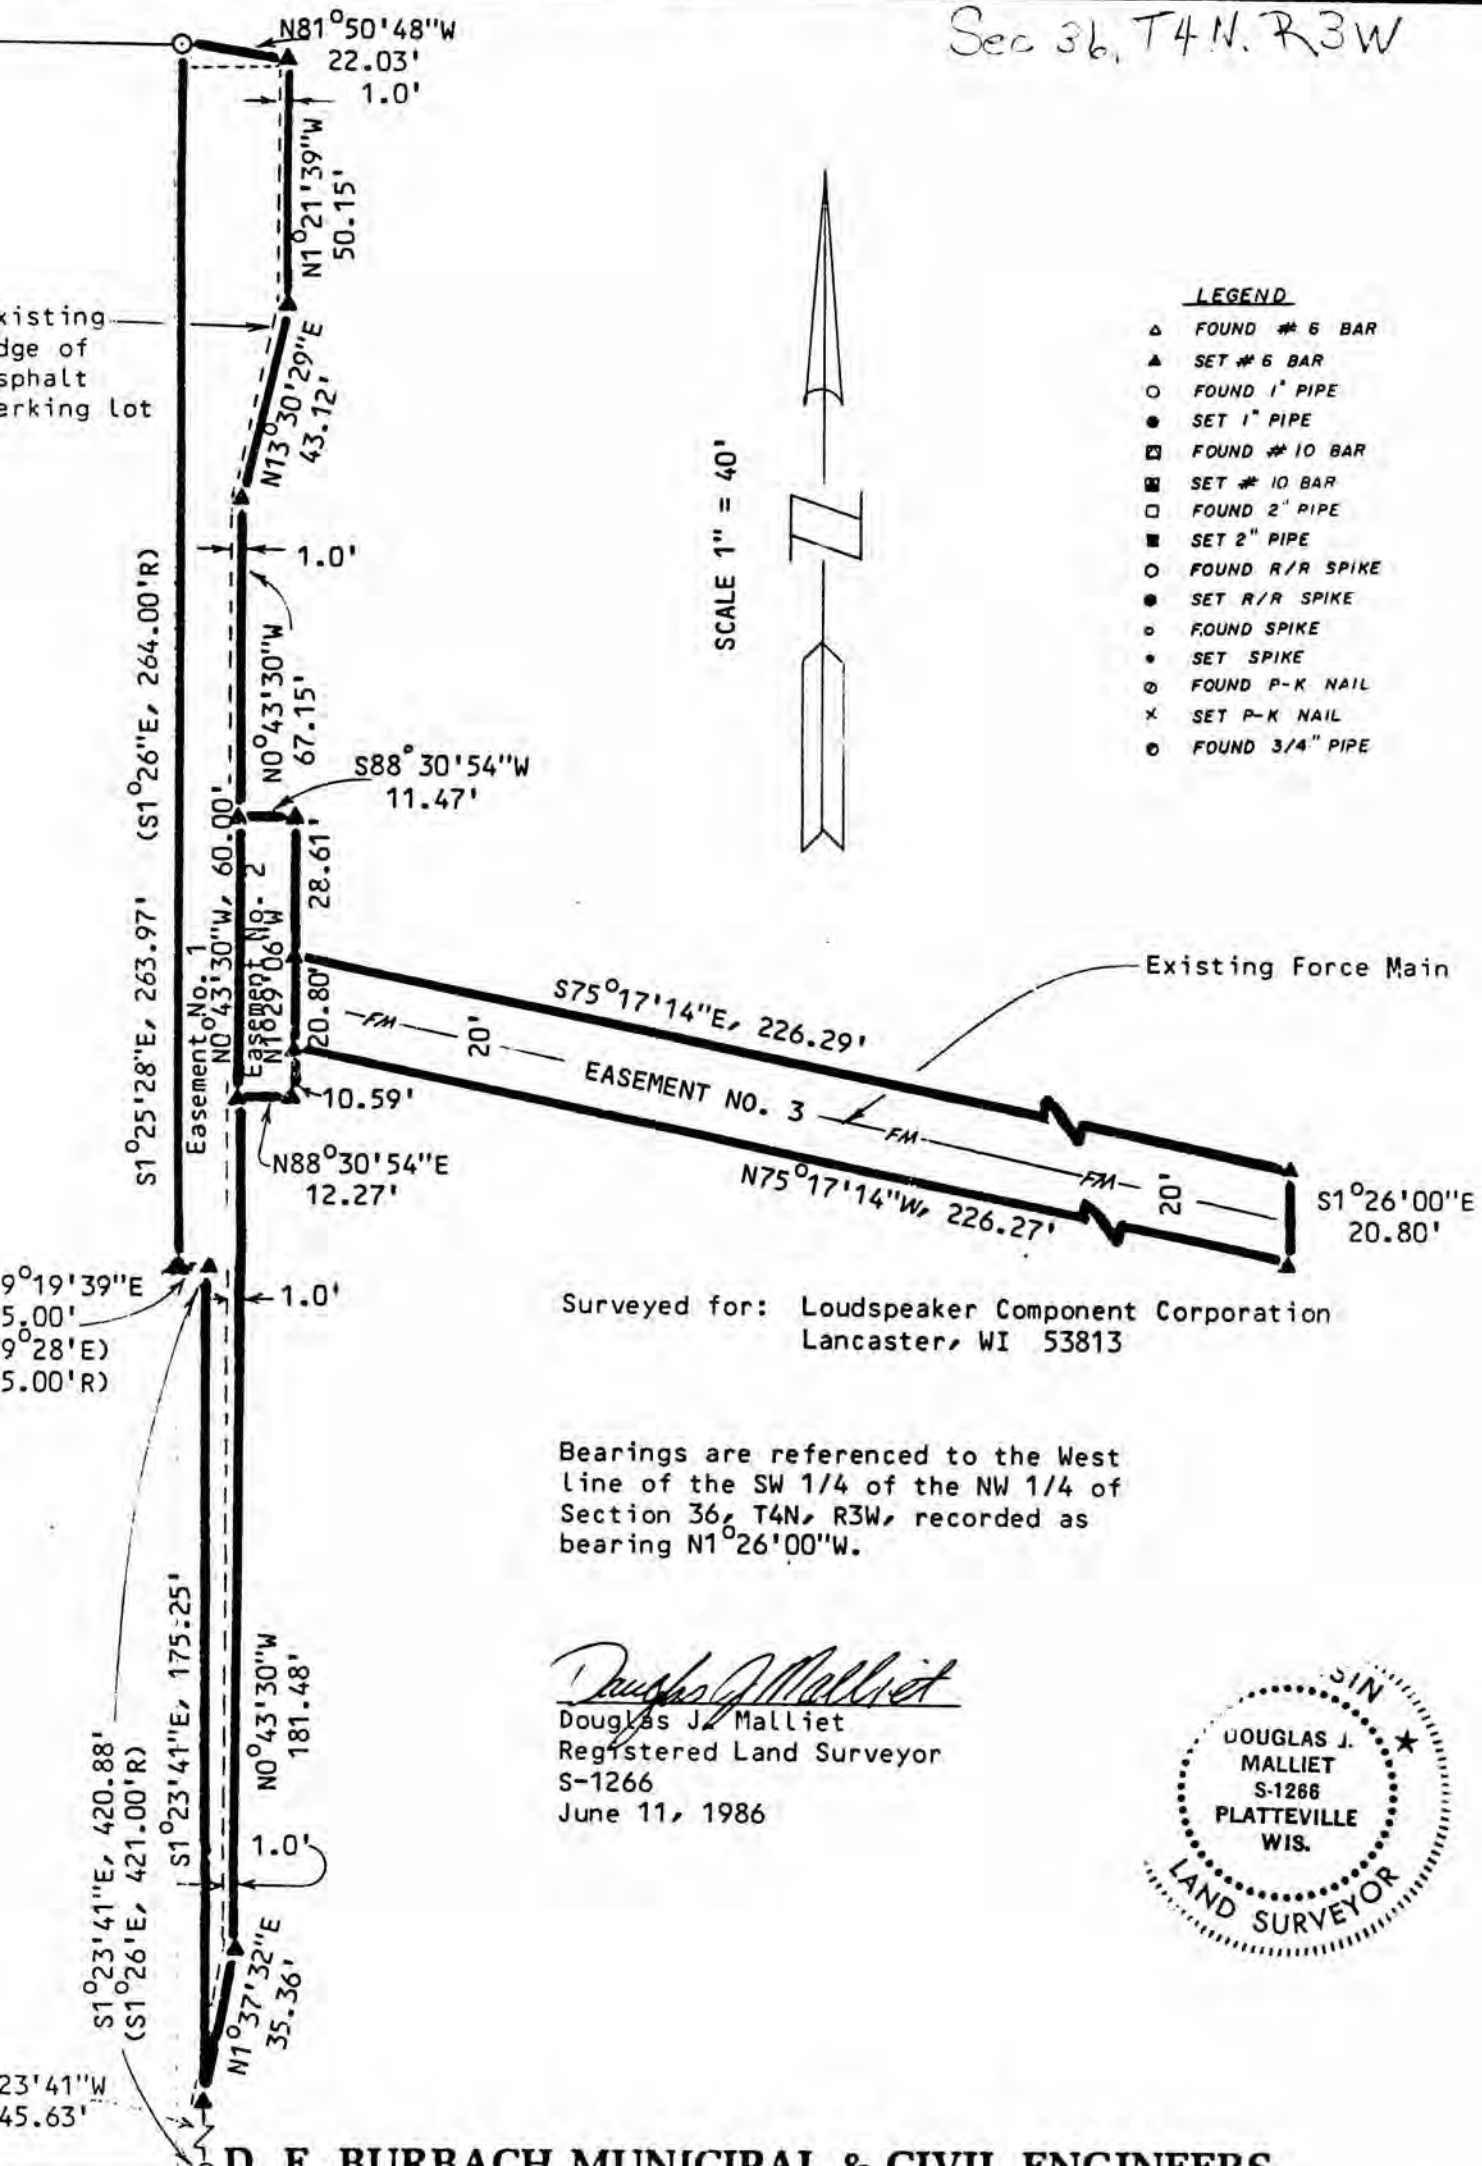 Sec 36, T4N. R3W
N81°50'48"W
22.03'
1.0'
N1°21'39"W
50.15'
xisting
dge of
sphalt
erking lot
N13°30'29"E
43.12'
1.0'
SCALE 1" = 40'
LEGEND
FOUND # 6 BAR
SET # 6 BAR
FOUND 1" PIPE
SET 1" PIPE
FOUND # 10 BAR
SET # 10 BAR
FOUND 2" PIPE
SET 2" PIPE
FOUND R/R SPIKE
SET R/R SPIKE
FOUND SPIKE
SET SPIKE
FOUND P-K NAIL
SET P-K NAIL
FOUND 3/4" PIPE
S1°25'28"E, 263.97' (S1°26"E, 264.00'R)
N0°43'30"W
67.15'
S88°30'54"W
11.47'
Easement No. 1
N0°43'30"W, 60.00'
Easement No. 2
N1°29'06"W
28.61'
20.80'
10.59'
N88°30'54"E
12.27'
Existing Force Main
S75°17'14"E, 226.29'
FM
20'
EASEMENT NO. 3
FM
FM
20'
N75°17'14"W, 226.27'
S1°26'00"E
20.80'
9°19'39"E
5.00'
9°28'E)
5.00'R)
1.0'
Surveyed for: Loudspeaker Component Corporation
Lancaster, WI 53813
Bearings are referenced to the West
line of the SW 1/4 of the NW 1/4 of
Section 36, T4N, R3W, recorded as
bearing N1°26'00"W.
S1°23'41"E, 175.25'
N0°43'30"W
181.48'
S1°23'41"E, 420.88'
(S1°26'E, 421.00'R)
1.0'
N1°37'32"E
35.36'
23'41"W
45.63'
Douglas J Malliet
Douglas J. Malliet
Registered Land Surveyor
S-1266
June 11, 1986
SIN
DOUGLAS J.
MALLIET
S-1266
PLATTEVILLE
WIS.
LAND SURVEYOR
D. E. BURBACH MUNICIPAL & CIVIL ENGINEERS